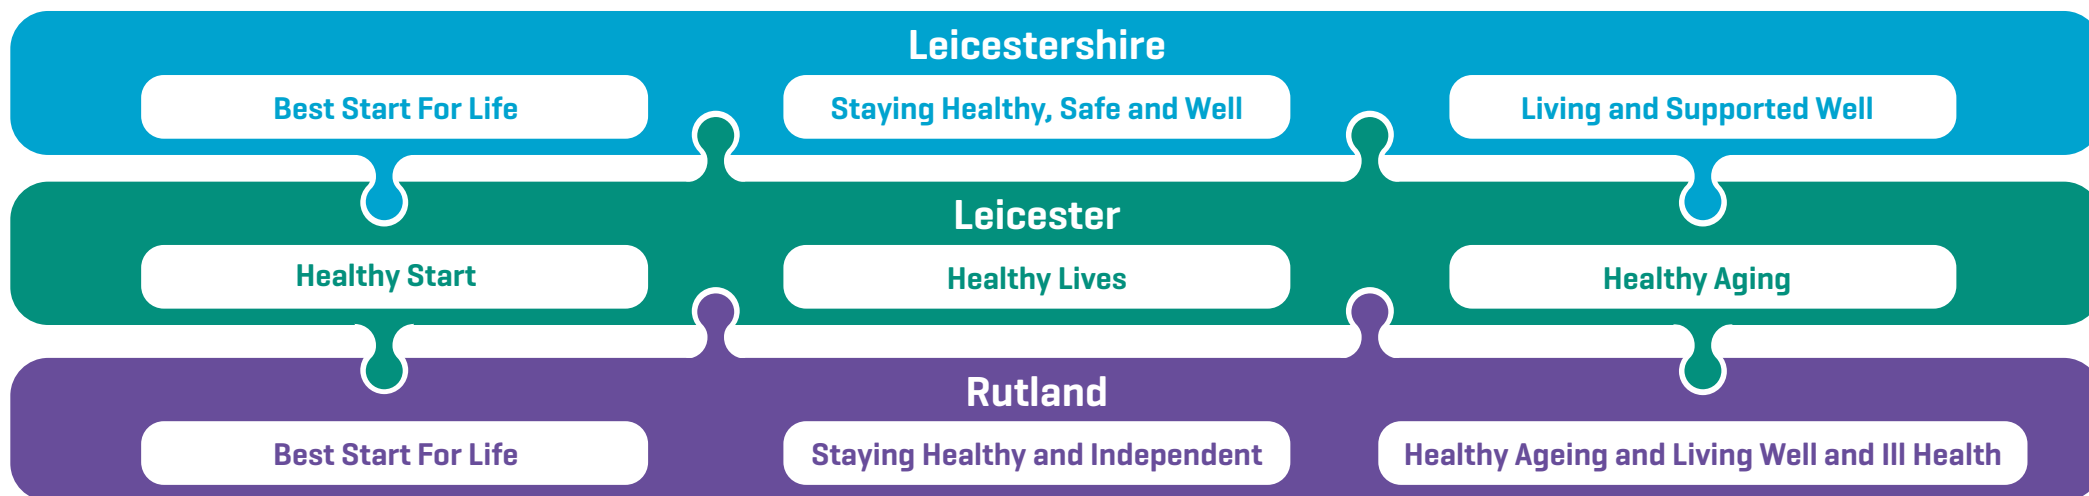 Leicestershire
Best Start For Life
Staying Healthy, Safe and Well
Living and Supported Well
Leicester
Healthy Start
Healthy Lives
Healthy Aging
Rutland
Best Start For Life
Staying Healthy and Independent
Healthy Ageing and Living Well and Ill Health